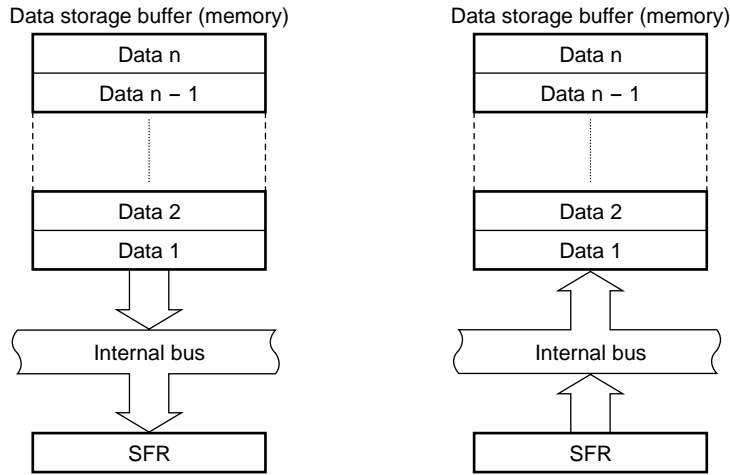 Data storage buffer (memory)
Data n
Data n − 1
Data 2
Data 1
Internal bus
SFR
Data storage buffer (memory)
Data n
Data n − 1
Data 2
Data 1
Internal bus
SFR